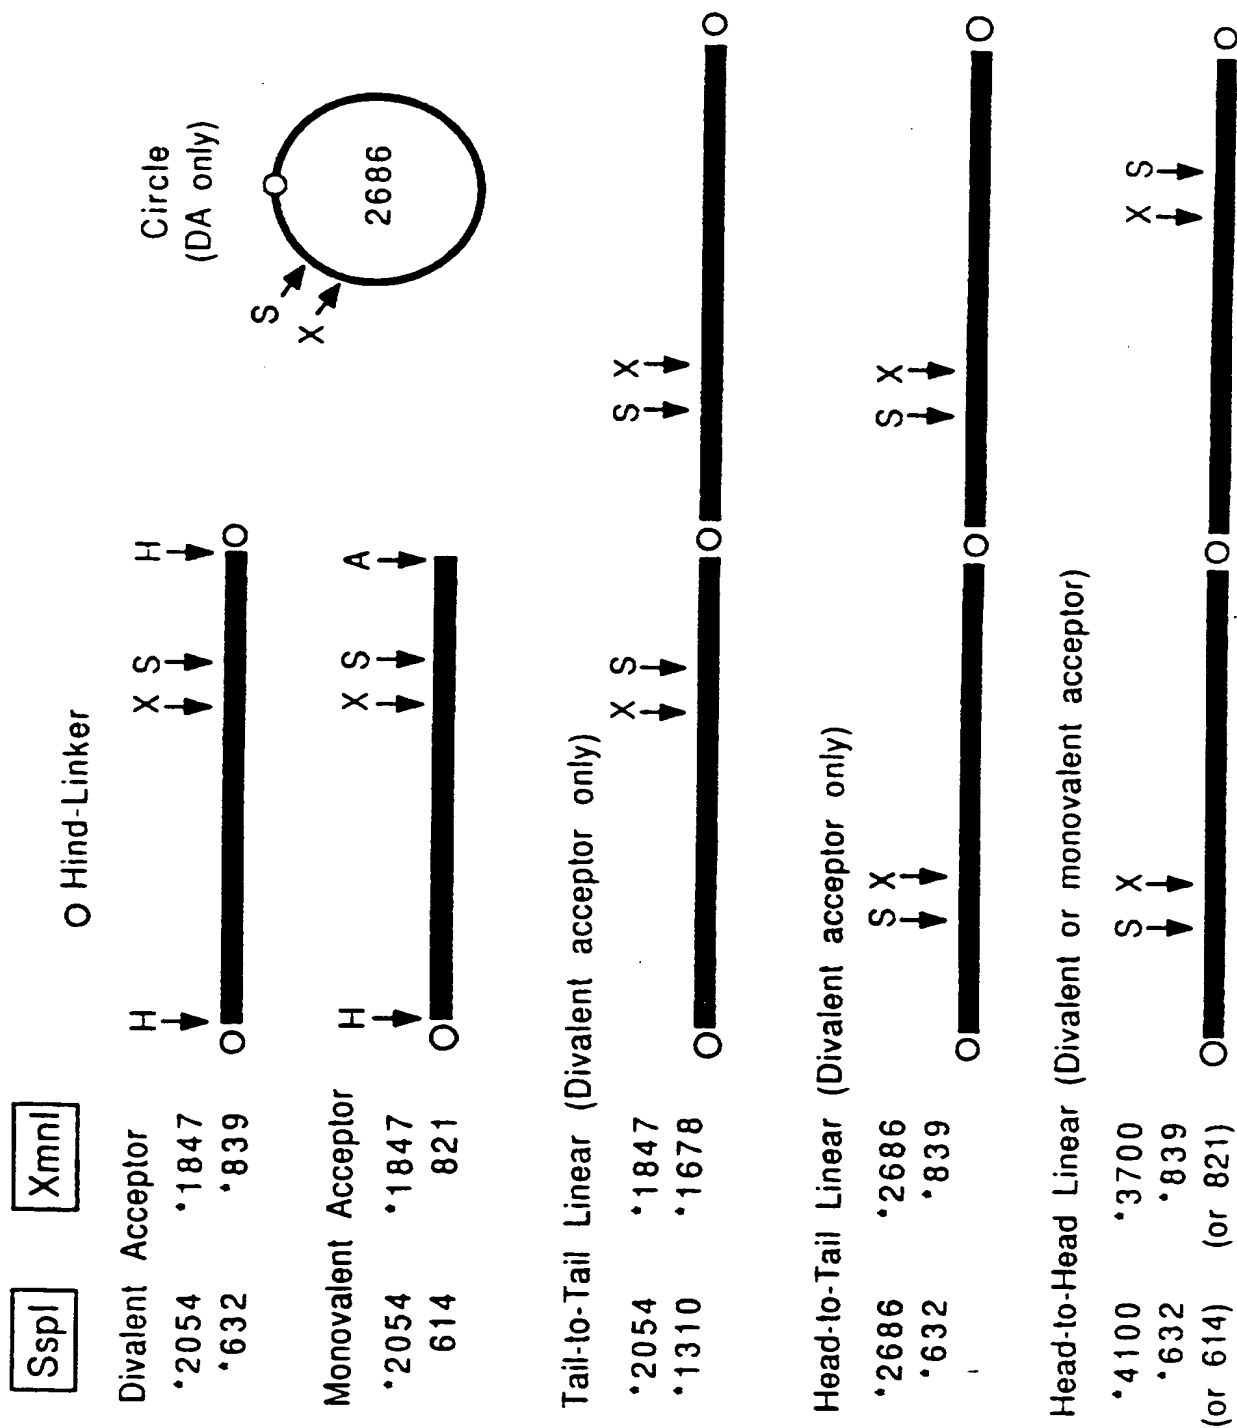 SspI XmnI
O Hind-Linker
Divalent Acceptor
*2054 *1847
*632 *839
H X S H
Circle
(DA only)
S
X
2686
Monovalent Acceptor
*2054 *1847
614 821
H X S A
Tail-to-Tail Linear (Divalent acceptor only)
*2054 *1847
*1310 *1678
X S S X
Head-to-Tail Linear (Divalent acceptor only)
*2686 *2686
*632 *839
S X S X
Head-to-Head Linear (Divalent or monovalent acceptor)
*4100 *3700
*632 *839
(or 614) (or 821)
S X X S